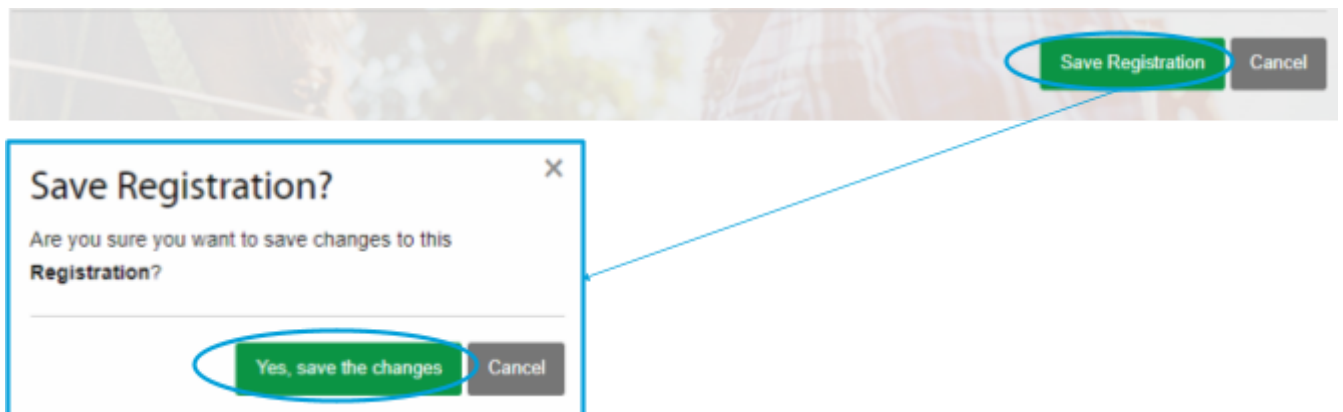 Save Registration Cancel
Save Registration? ×
Are you sure you want to save changes to this
Registration?
Yes, save the changes Cancel